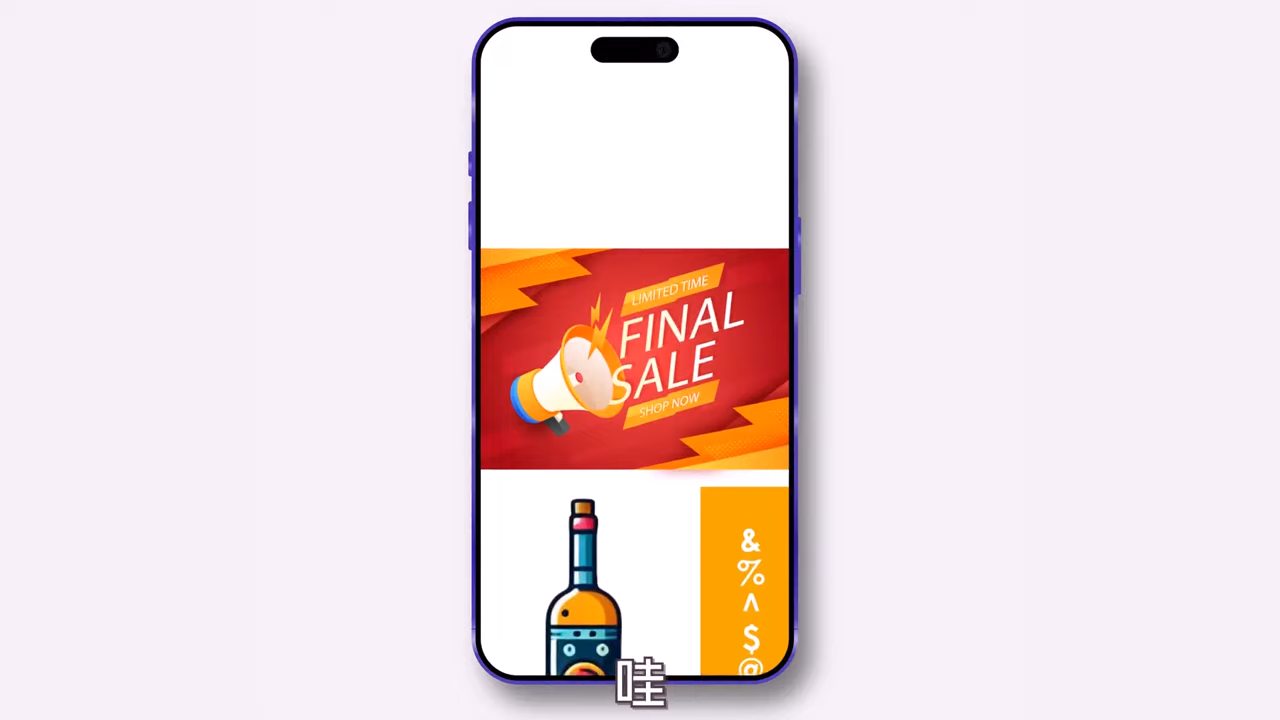 LIMITED TIME
FINAL
SALE
SHOP NOW
&
%
^
$
@
哇